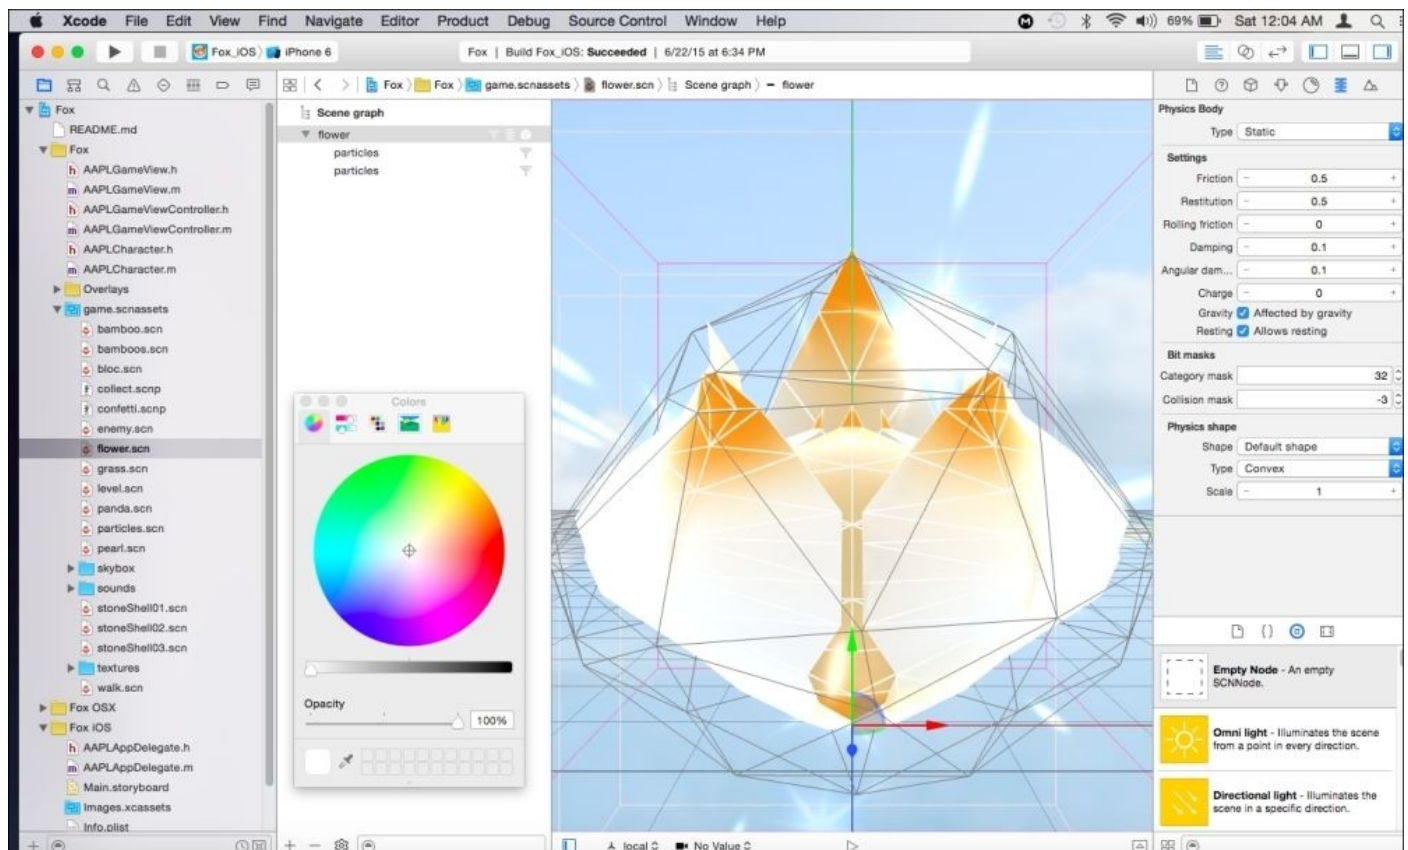 Xcode File Edit View Find Navigate Editor Product Debug Source Control Window Help 69% Sat 12:04 AM
Fox_iOS iPhone 6 Fox | Build Fox_iOS: Succeeded | 6/22/15 at 6:34 PM
Fox Fox game.scnassets flower.scn Scene graph flower
Fox
README.md
Fox
AAPLGameView.h
AAPLGameView.m
AAPLGameViewController.h
AAPLGameViewController.m
AAPLCharacter.h
AAPLCharacter.m
Overlays
game.scnassets
bamboo.scn
bamboos.scn
bloc.scn
collect.scnp
confetti.scnp
enemy.scn
flower.scn
grass.scn
level.scn
panda.scn
particles.scn
pearl.scn
skybox
sounds
stoneShell01.scn
stoneShell02.scn
stoneShell03.scn
textures
walk.scn
Fox OSX
Fox iOS
AAPLAppDelegate.h
AAPLAppDelegate.m
Main.storyboard
Images.xcassets
Info.plist
Scene graph
flower
particles
particles
Colors
Opacity
100%
local No Value
Physics Body
Type Static
Settings
Friction 0.5
Restitution 0.5
Rolling friction 0
Damping 0.1
Angular dam... 0.1
Charge 0
Gravity Affected by gravity
Resting Allows resting
Bit masks
Category mask 32
Collision mask -3
Physics shape
Shape Default shape
Type Convex
Scale 1
Empty Node - An empty
SCNNode.
Omni light - Illuminates the scene
from a point in every direction.
Directional light - Illuminates the
scene in a specific direction.